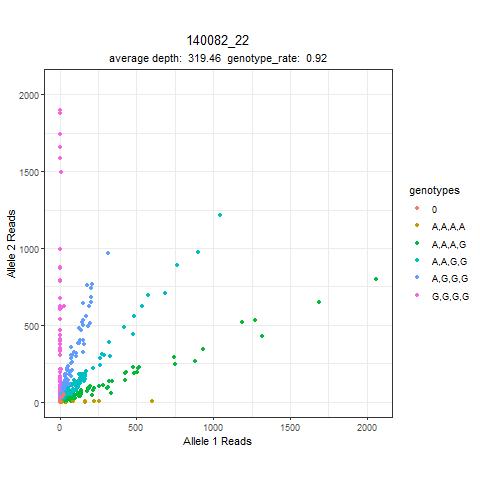 140082_22
average depth:  319.46  genotype_rate:  0.92
2000
1500
1000
500
0
Allele 2 Reads
0
500
1000
1500
2000
Allele 1 Reads
genotypes
0
A.A.A.A
A.A.A.G
A.A.G.G
A.G.G.G
G.G.G.G